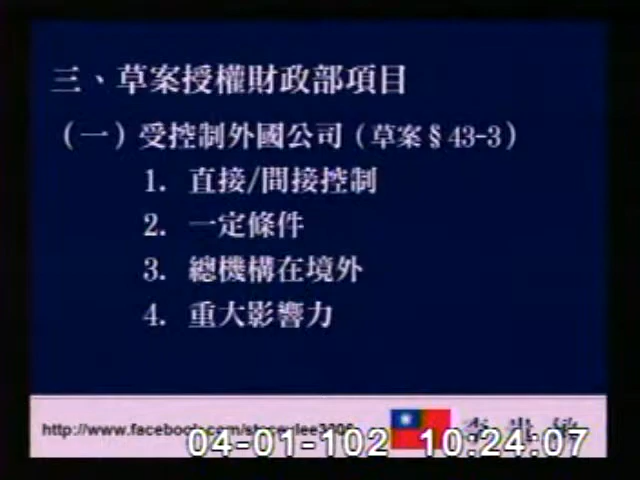 三、草案授權財政部項目
（一）受控制外國公司（草案§43-3）
1. 直接/間接控制
2. 一定條件
3. 總機構在境外
4. 重大影響力
http://www.facebook.com/
04-01-102 10:24:07